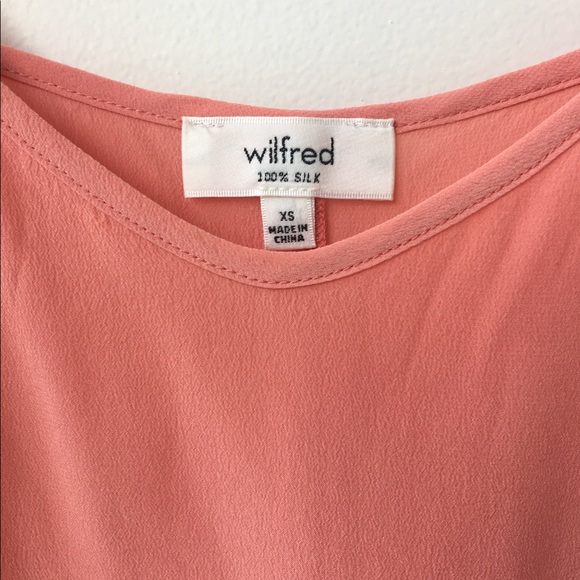 wilfred
100% SILK
XS
MADE IN
CHINA